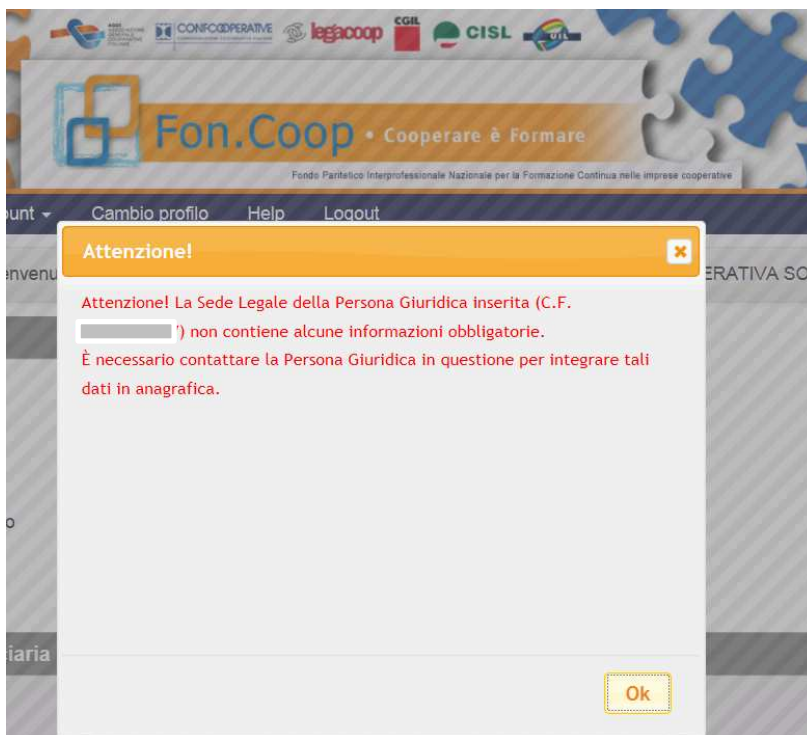 CONFCOOPERATIVE legacoop CGIL CISL UIL
Fon.Coop • Cooperare è Formare
Fondo Paritetico Interprofessionale Nazionale per la Formazione Continua nelle imprese cooperative
ount Cambio profilo Help Logout
Attenzione!
envenu
ERATIVA SO
Attenzione! La Sede Legale della Persona Giuridica inserita (C.F.
') non contiene alcune informazioni obbligatorie.
È necessario contattare la Persona Giuridica in questione per integrare tali
dati in anagrafica.
o
iaria
Ok